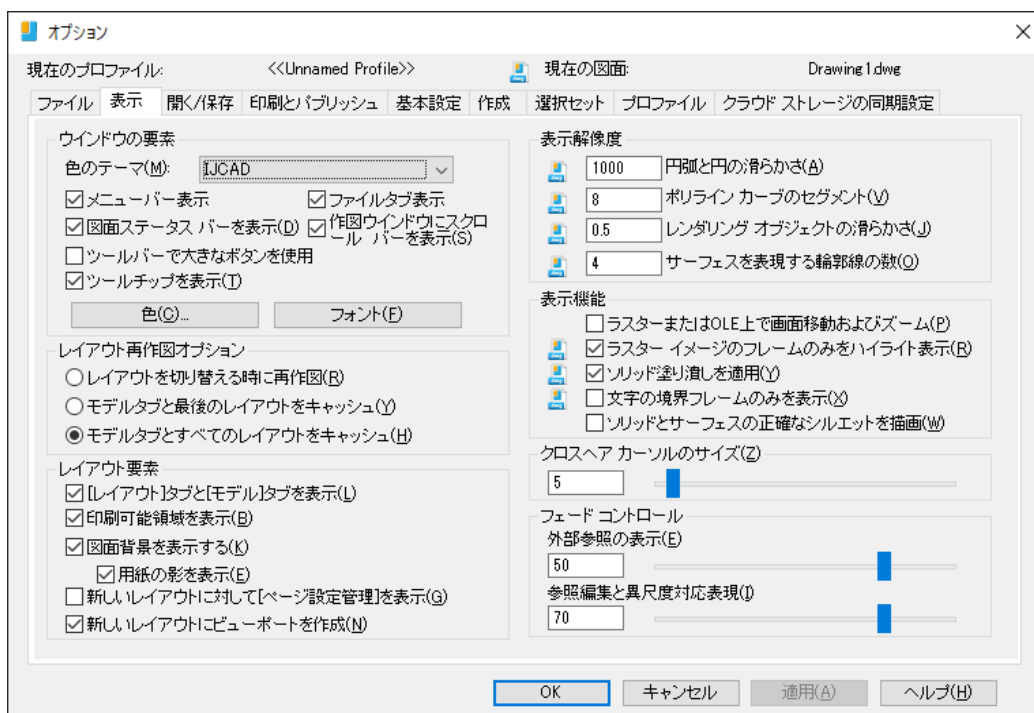 オプション
現在のプロファイル: <<Unnamed Profile>> 現在の図面: Drawing1.dwg
ファイル 表示 開く/保存 印刷とパブリッシュ 基本設定 作成 選択セット プロファイル クラウド ストレージの同期設定
ウインドウの要素
色のテーマ(M): IJCAD
メニューバー表示 ファイルタブ表示
図面ステータス バーを表示(D) 作図ウインドウにスクロ
ール バーを表示(S)
ツールバーで大きなボタンを使用
ツールチップを表示(T)
色(C)... フォント(F)
レイアウト再作図オプション
レイアウトを切り替える時に再作図(R)
モデルタブと最後のレイアウトをキャッシュ(Y)
モデルタブとすべてのレイアウトをキャッシュ(H)
レイアウト要素
[レイアウト]タブと[モデル]タブを表示(L)
印刷可能領域を表示(B)
図面背景を表示する(K)
用紙の影を表示(E)
新しいレイアウトに対して[ページ設定管理]を表示(G)
新しいレイアウトにビューポートを作成(N)
表示解像度
1000 円弧と円の滑らかさ(A)
8 ポリライン カーブのセグメント(V)
0.5 レンダリング オブジェクトの滑らかさ(J)
4 サーフェスを表現する輪郭線の数(O)
表示機能
ラスターまたはOLE上で画面移動およびズーム(P)
ラスター イメージのフレームのみをハイライト表示(R)
ソリッド塗り潰しを適用(Y)
文字の境界フレームのみを表示(X)
ソリッドとサーフェスの正確なシルエットを描画(W)
クロスヘア カーソルのサイズ(Z)
5
フェード コントロール
外部参照の表示(E)
50
参照編集と異尺度対応表現(I)
70
OK キャンセル 適用(A) ヘルプ(H)